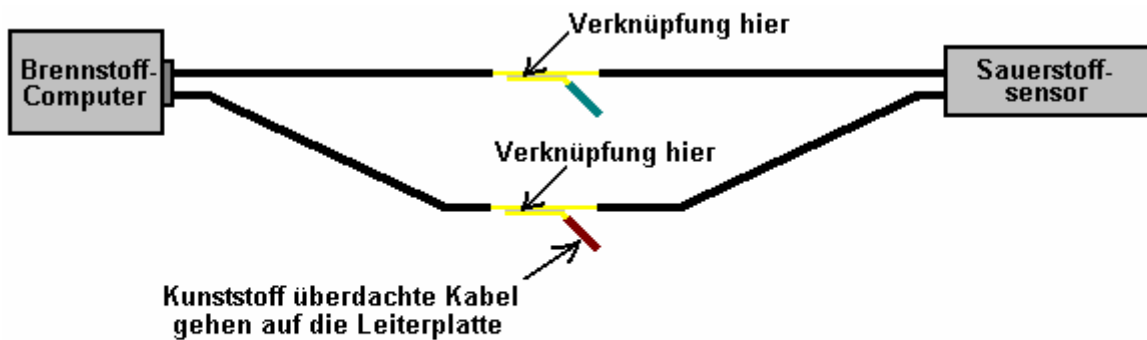 Verknüpfung hier
Brennstoff-
Computer
Sauerstoff-
sensor
Verknüpfung hier
Kunststoff überdachte Kabel
gehen auf die Leiterplatte